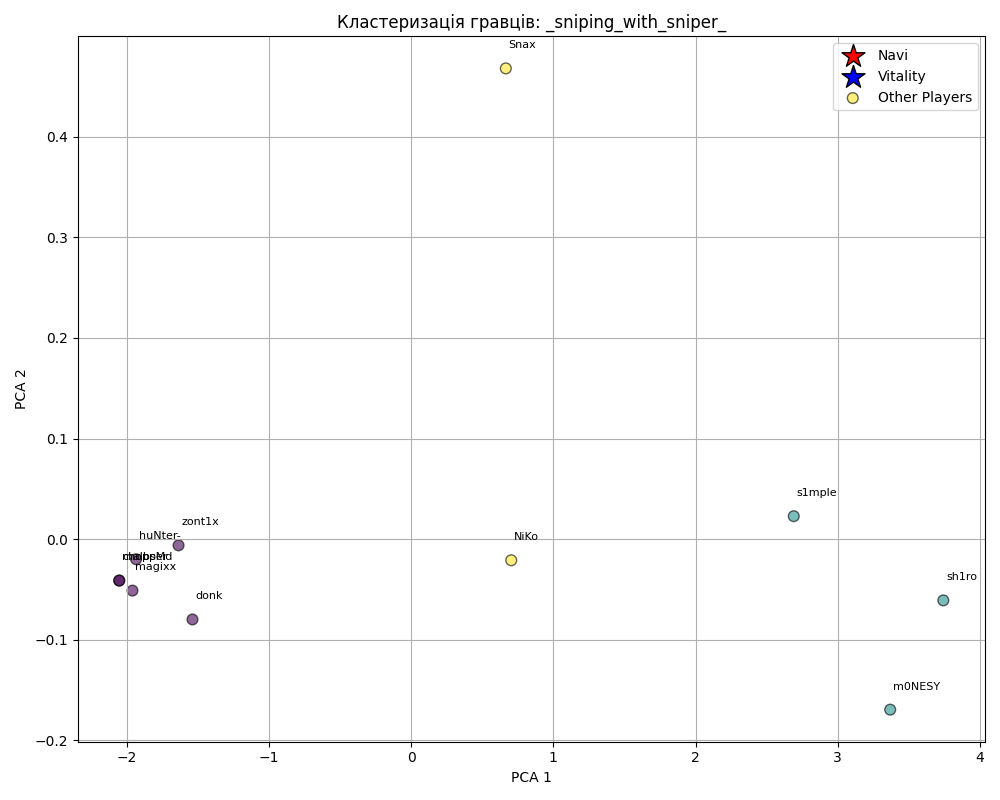 Кластеризація гравців: _sniping_with_sniper_
Snax
Navi
Vitality
Other Players
0.4
0.3
0.2
0.1
0.0
−0.1
−0.2
PCA 2
s1mple
zont1x
huNter-
NiKo
magixx
sh1ro
donk
m0NESY
−2
−1
0
1
2
3
4
PCA 1